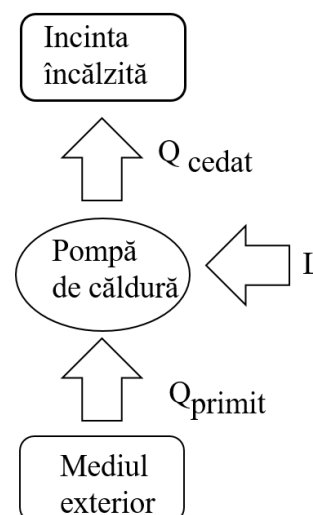 Incinta
încălzită
Q cedat
Pompă
de căldură
L
Qprimit
Mediul
exterior